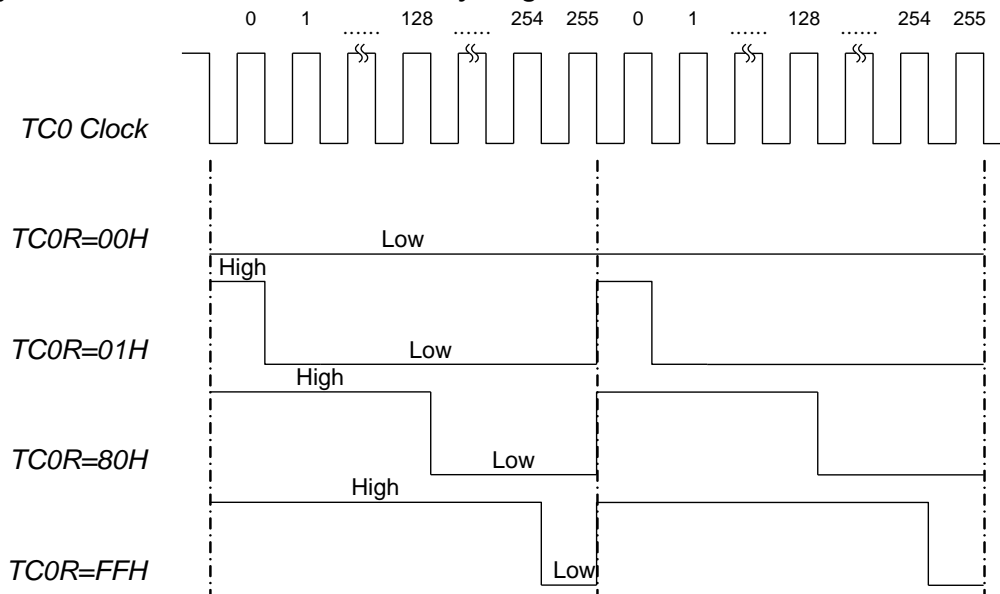 0 1 ...... 128 ...... 254 255 0 1 ...... 128 ...... 254 255
TC0 Clock
TC0R=00H
Low
High
TC0R=01H
Low
High
TC0R=80H
Low
High
TC0R=FFH
Low